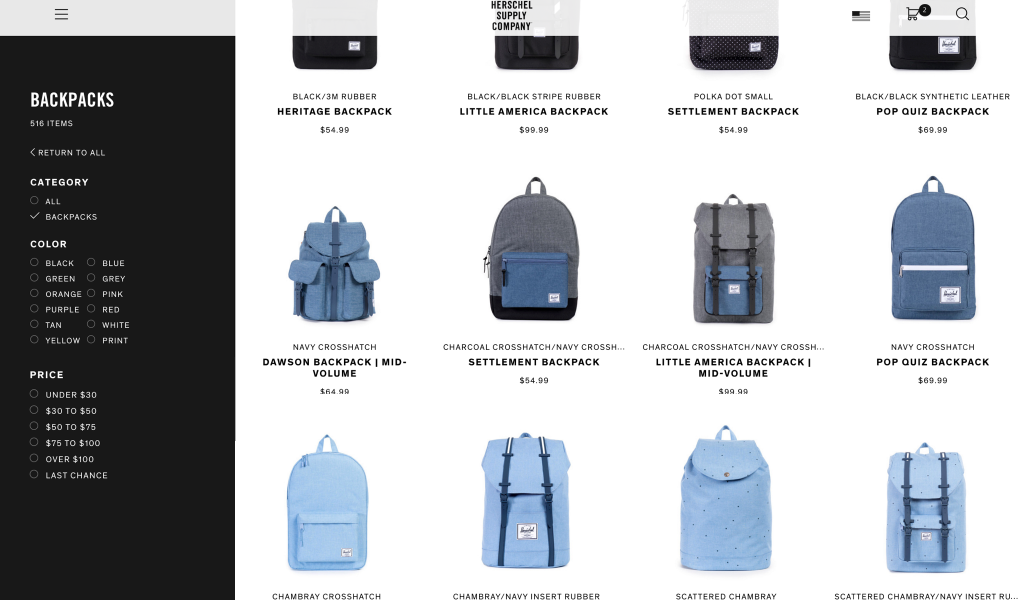 HERSCHEL
SUPPLY
COMPANY
2
BACKPACKS
516 ITEMS
RETURN TO ALL
CATEGORY
ALL
BACKPACKS
COLOR
BLACK BLUE
GREEN GREY
ORANGE PINK
PURPLE RED
TAN WHITE
YELLOW PRINT
PRICE
UNDER $30
$30 TO $50
$50 TO $75
$75 TO $100
OVER $100
LAST CHANCE
BLACK/3M RUBBER
HERITAGE BACKPACK
$54.99
BLACK/BLACK STRIPE RUBBER
LITTLE AMERICA BACKPACK
$99.99
POLKA DOT SMALL
SETTLEMENT BACKPACK
$54.99
BLACK/BLACK SYNTHETIC LEATHER
POP QUIZ BACKPACK
$69.99
NAVY CROSSHATCH
DAWSON BACKPACK | MID-
VOLUME
$64.99
CHARCOAL CROSSHATCH/NAVY CROSSH...
SETTLEMENT BACKPACK
$54.99
CHARCOAL CROSSHATCH/NAVY CROSSH...
LITTLE AMERICA BACKPACK |
MID-VOLUME
$99.99
NAVY CROSSHATCH
POP QUIZ BACKPACK
$69.99
CHAMBRAY CROSSHATCH
CHAMBRAY/NAVY INSERT RUBBER
SCATTERED CHAMBRAY
SCATTERED CHAMBRAY/NAVY INSERT RU...